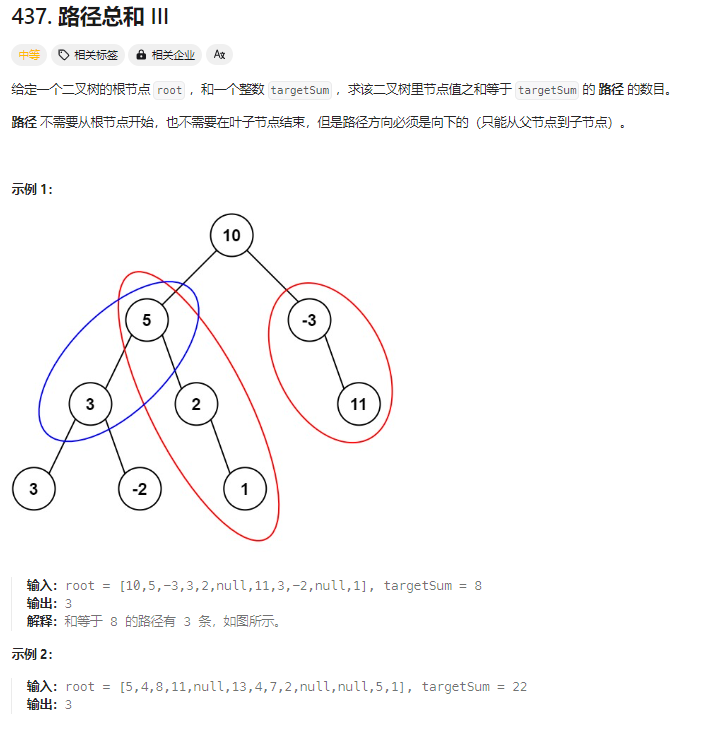 437. 路径总和 III
中等 相关标签 相关企业 Aあ
给定一个二叉树的根节点 root ，和一个整数 targetSum ，求该二叉树里节点值之和等于 targetSum 的 路径 的数目。
路径 不需要从根节点开始，也不需要在叶子节点结束，但是路径方向必须是向下的（只能从父节点到子节点）。
示例 1：
10
5 -3
3 2 11
3 -2 1
输入：root = [10,5,-3,3,2,null,11,3,-2,null,1], targetSum = 8
输出：3
解释：和等于 8 的路径有 3 条，如图所示。
示例 2：
输入：root = [5,4,8,11,null,13,4,7,2,null,null,5,1], targetSum = 22
输出：3